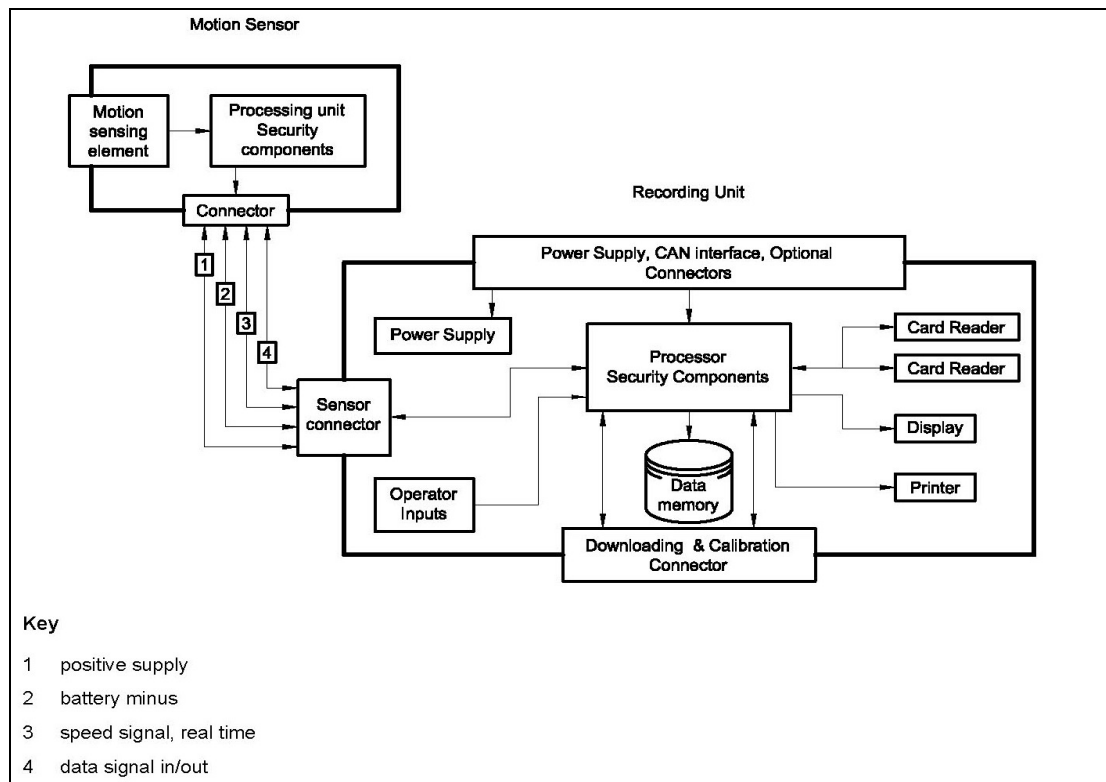 Motion Sensor
Motion
sensing
element
Processing unit
Security
components
Connector
1
2
3
4
Recording Unit
Power Supply, CAN interface, Optional
Connectors
Power Supply
Processor
Security Components
Card Reader
Card Reader
Sensor
connector
Display
Operator
Inputs
Data
memory
Printer
Downloading & Calibration
Connector
Key
1 positive supply
2 battery minus
3 speed signal, real time
4 data signal in/out